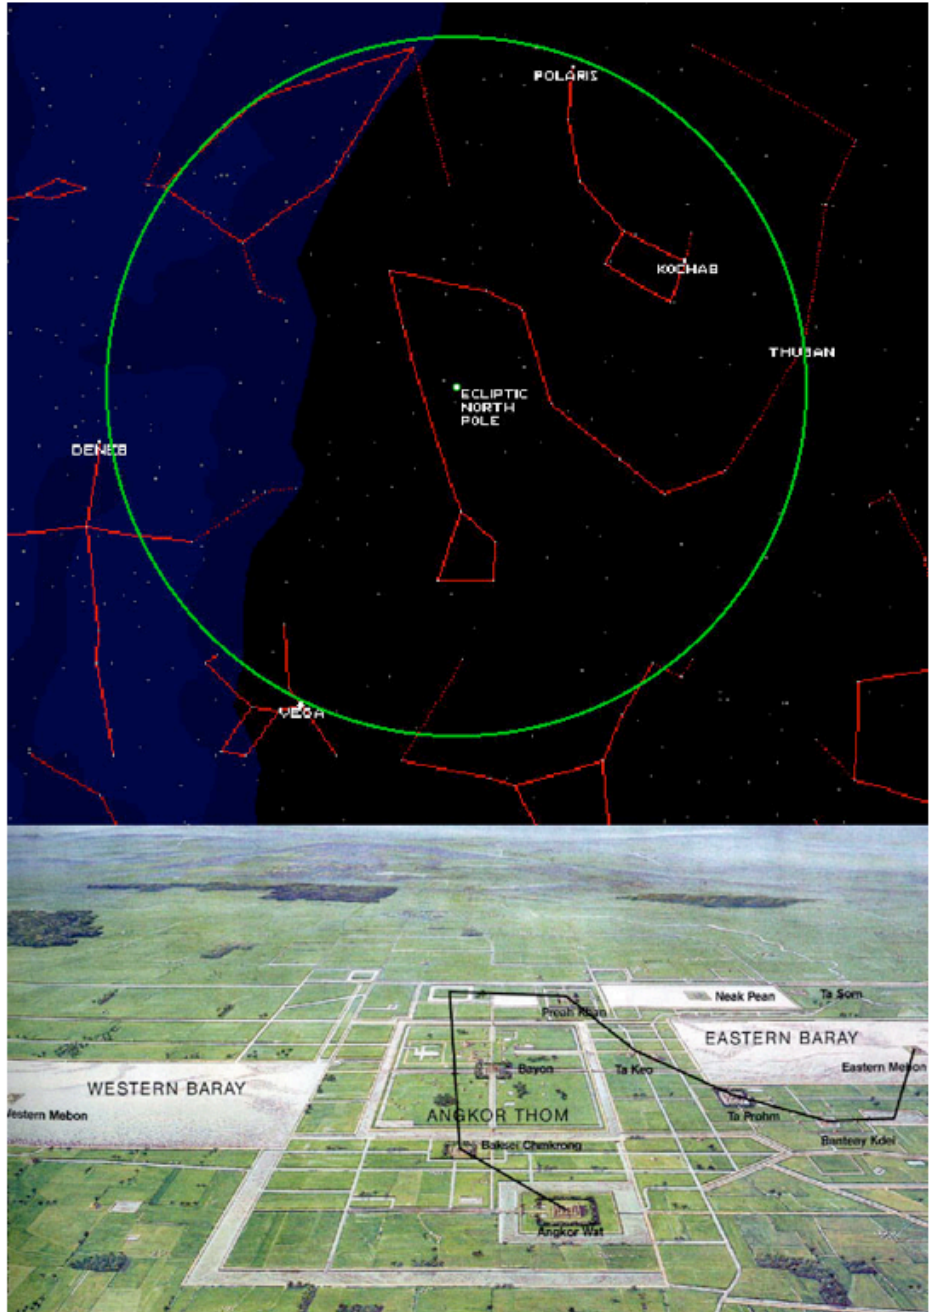 POLARIS
KOCHAB
THUBAN
ECLIPTIC
NORTH
POLE
DENEB
VEGA
Neak Pean
Ta Som
Preah Khan
EASTERN BARAY
Bayon
Ta Keo
Eastern Mebon
WESTERN BARAY
Western Mebon
ANGKOR THOM
Ta Prohm
Banteay Kdei
Baksei Chmkrong
Angkor Wat